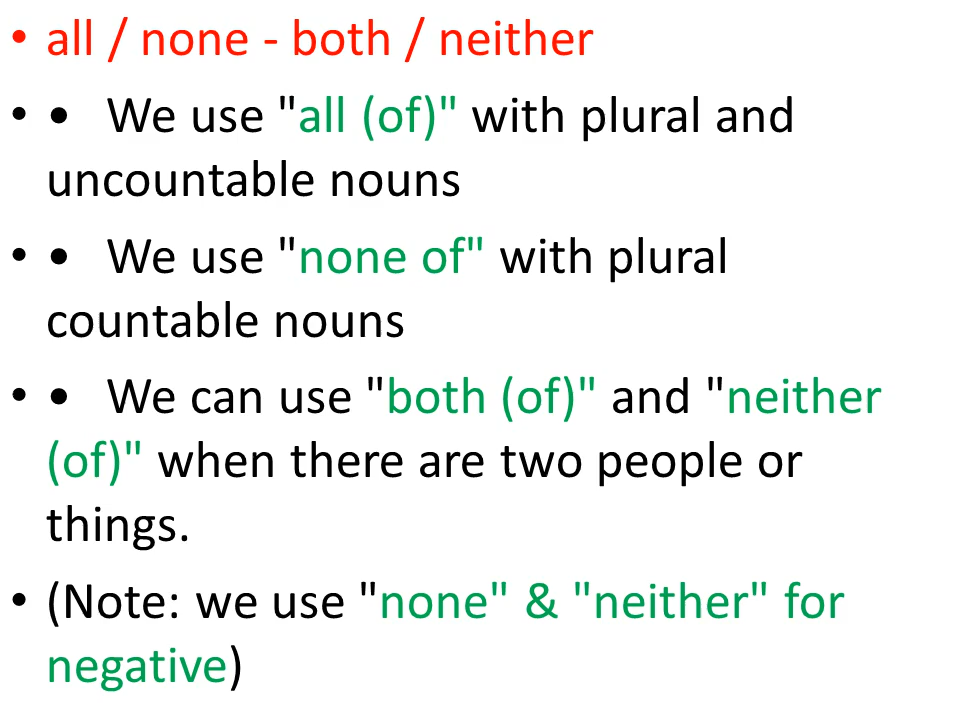 • all / none - both / neither
• • We use "all (of)" with plural and
uncountable nouns
• • We use "none of" with plural
countable nouns
• • We can use "both (of)" and "neither
(of)" when there are two people or
things.
• (Note: we use "none" & "neither" for
negative)